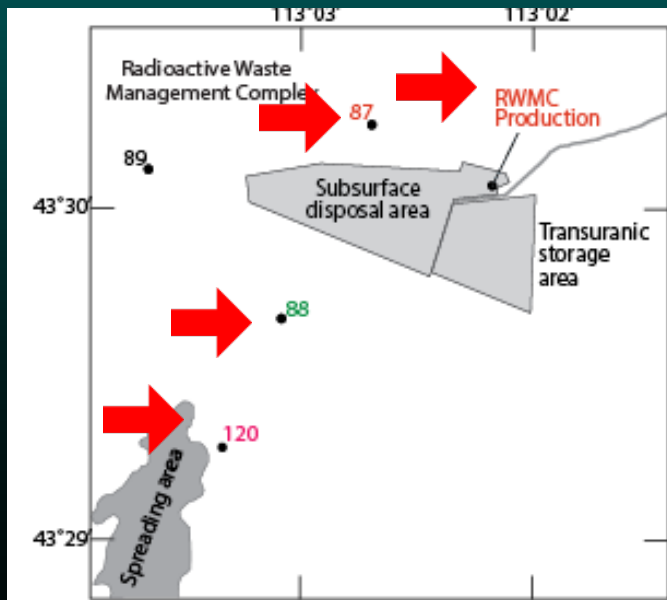 113°03'
113°02'
Radioactive Waste
Management Complex
87
RWMC
Production
89
43°30'
Subsurface
disposal area
Transuranic
storage
area
88
120
Spreading area
43°29'